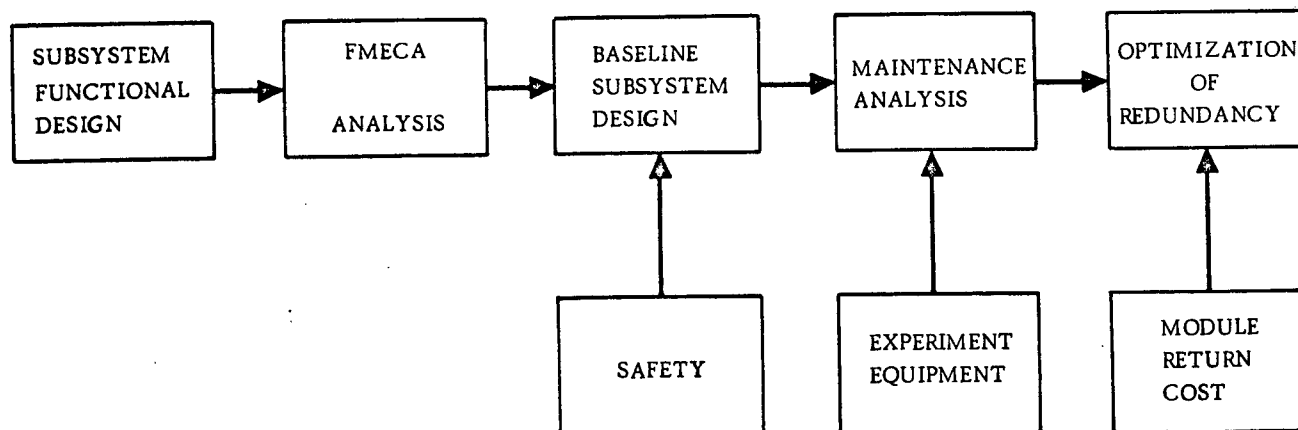 SUBSYSTEM
FUNCTIONAL
DESIGN
FMECA
ANALYSIS
BASELINE
SUBSYSTEM
DESIGN
MAINTENANCE
ANALYSIS
OPTIMIZATION
OF
REDUNDANCY
SAFETY
EXPERIMENT
EQUIPMENT
MODULE
RETURN
COST